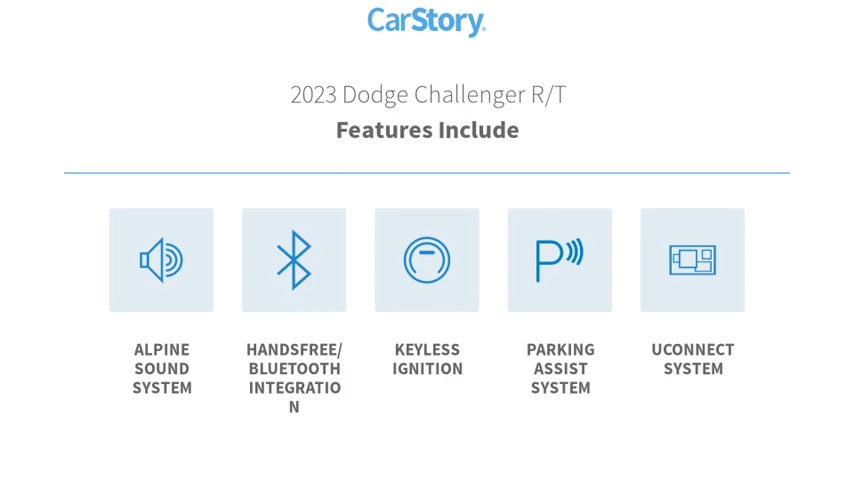 CarStory®
2023 Dodge Challenger R/T
Features Include
ALPINE
SOUND
SYSTEM
HANDSFREE/
BLUETOOTH
INTEGRATIO
N
KEYLESS
IGNITION
PARKING
ASSIST
SYSTEM
UCONNECT
SYSTEM